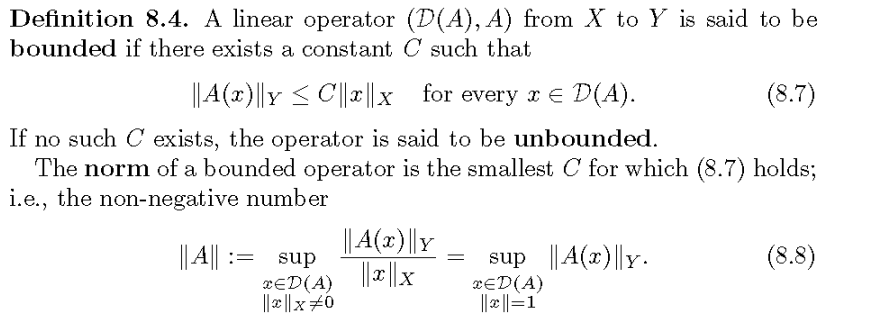 Definition 8.4. A linear operator (𝒟(A), A) from X to Y is said to be
bounded if there exists a constant C such that
‖A(x)‖_Y ≤ C‖x‖_X for every x ∈ 𝒟(A). (8.7)
If no such C exists, the operator is said to be unbounded.
The norm of a bounded operator is the smallest C for which (8.7) holds;
i.e., the non-negative number
‖A‖ := sup_{x∈𝒟(A), ‖x‖_X≠0} ‖A(x)‖_Y / ‖x‖_X = sup_{x∈𝒟(A), ‖x‖=1} ‖A(x)‖_Y. (8.8)